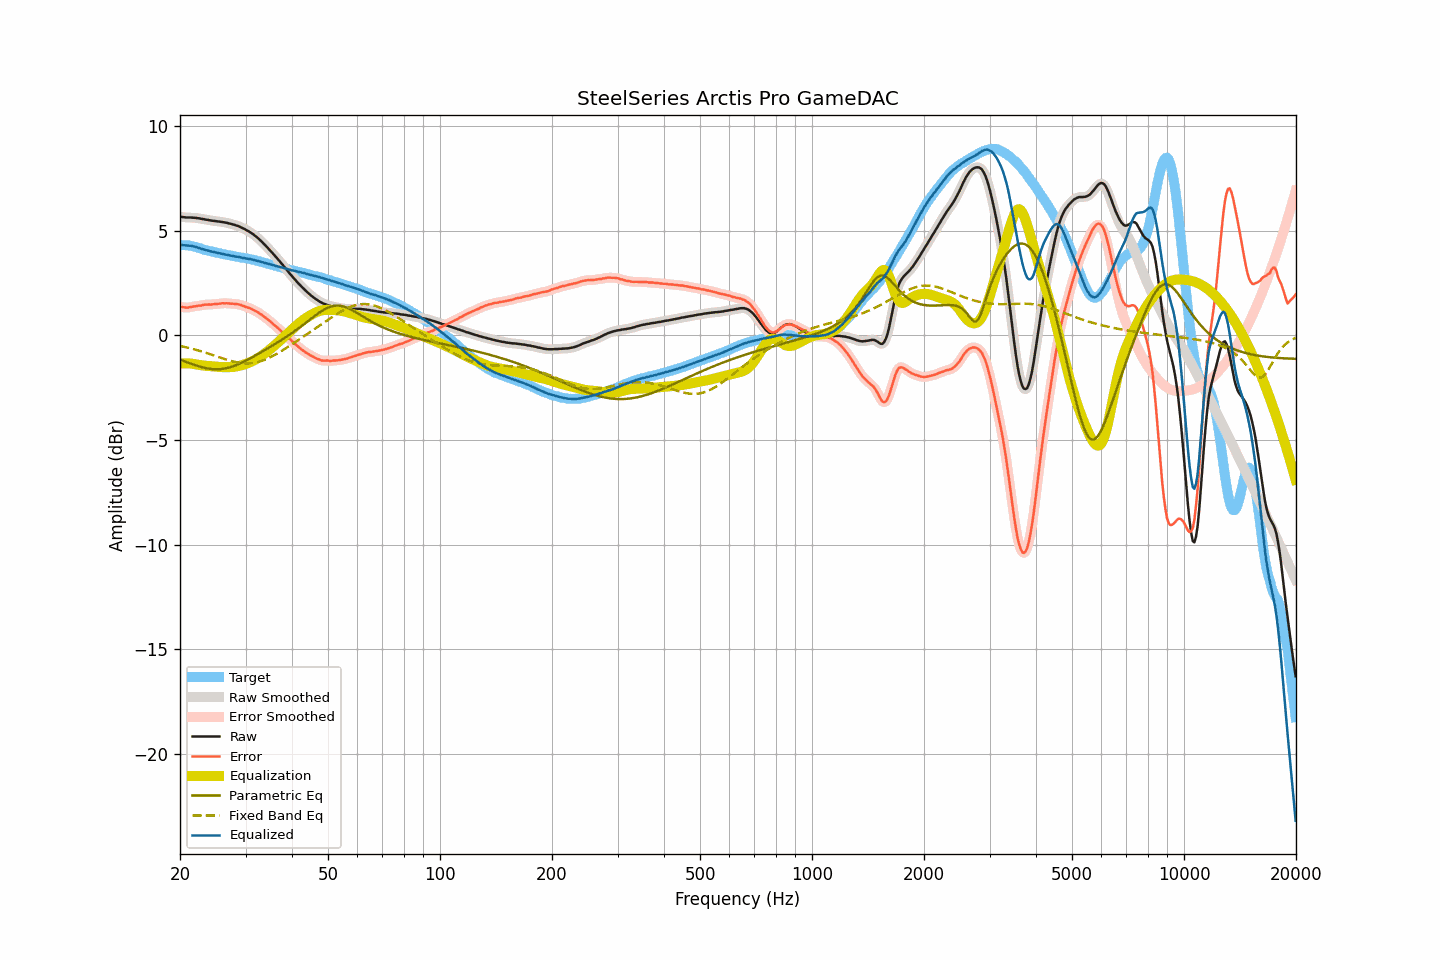 SteelSeries Arctis Pro GameDAC
10
5
0
−5
−10
−15
−20
Amplitude (dBr)
Target
Raw Smoothed
Error Smoothed
Raw
Error
Equalization
Parametric Eq
Fixed Band Eq
Equalized
20 50 100 200 500 1000 2000 5000 10000 20000
Frequency (Hz)